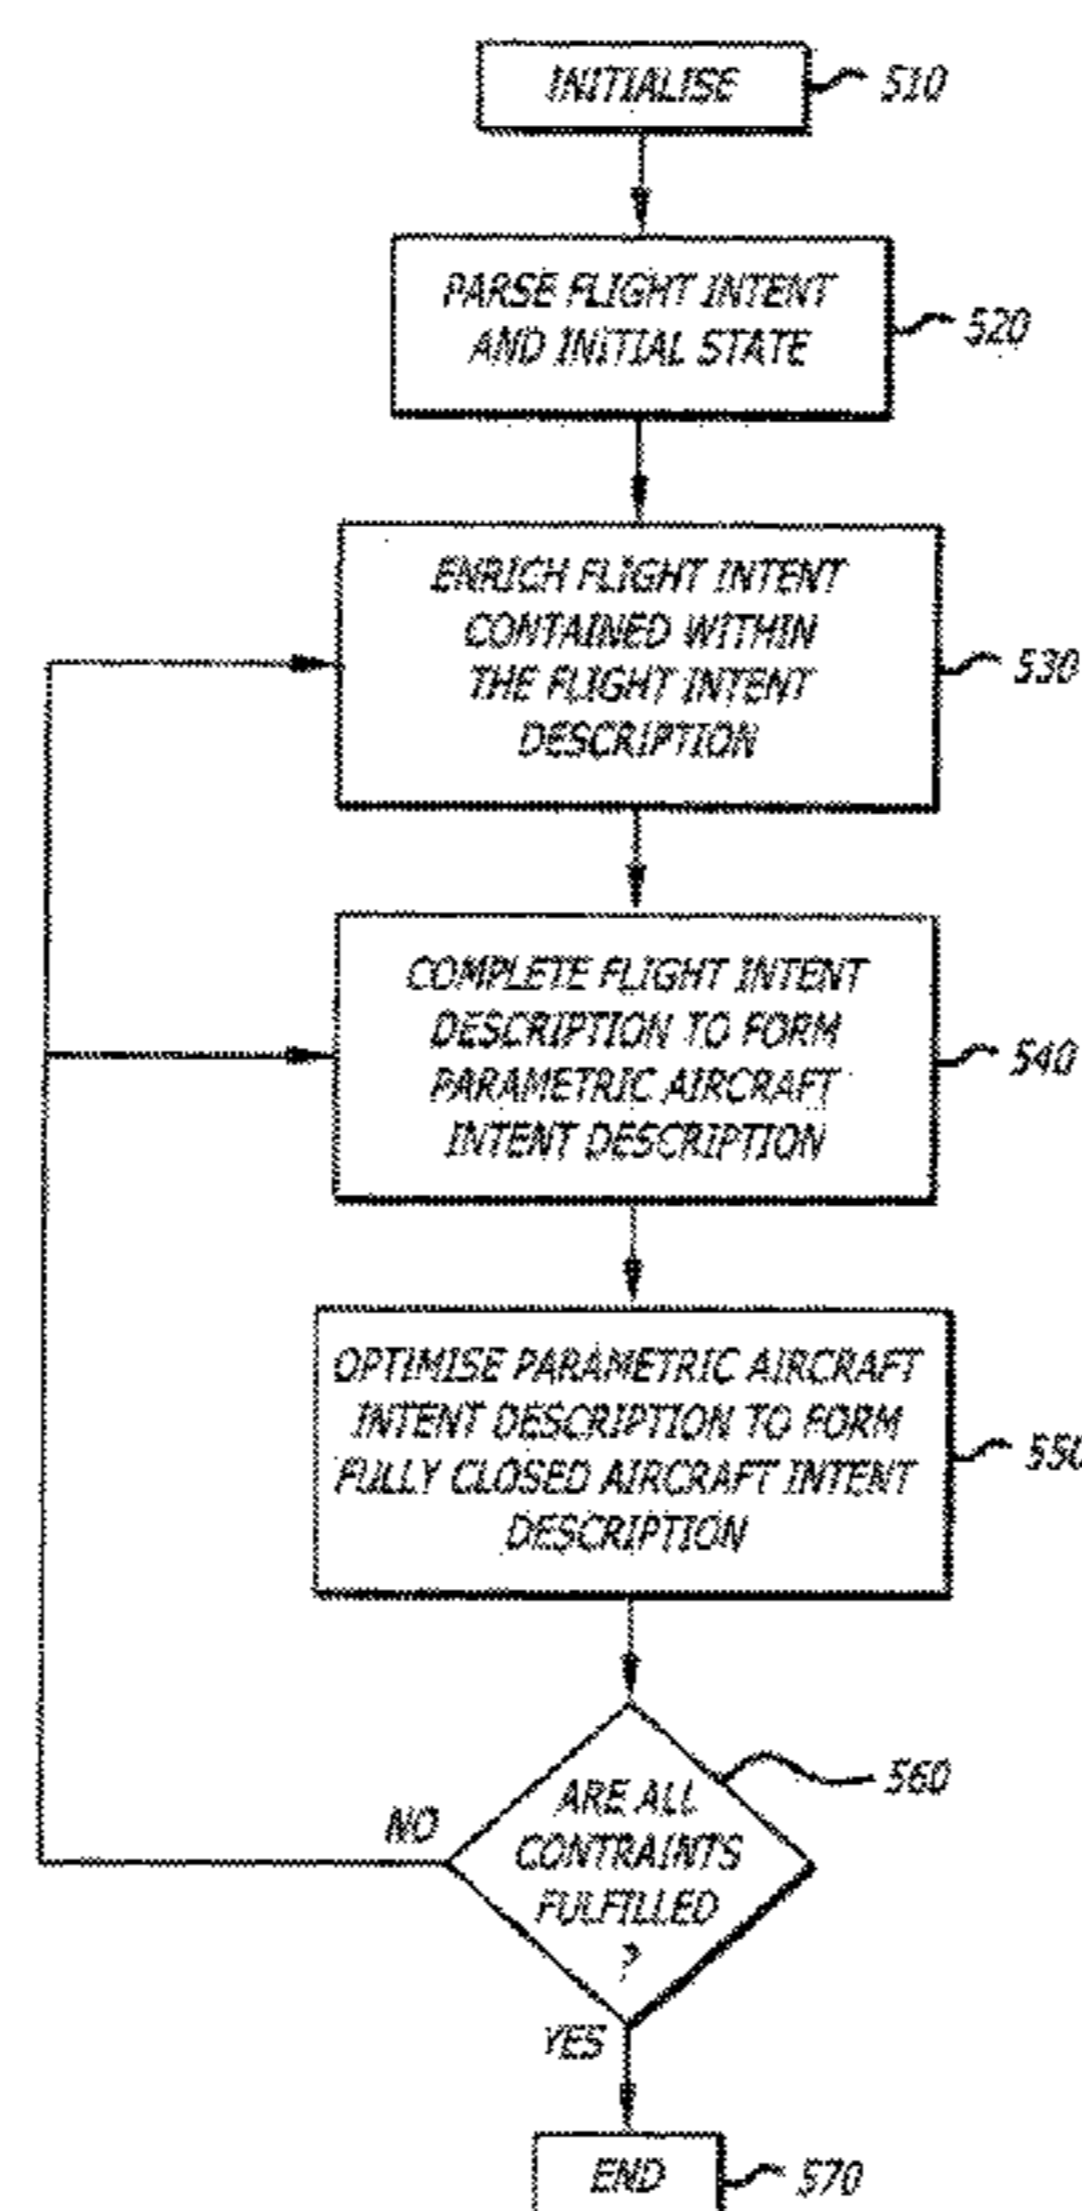 INITIALISE
510
PARSE FLIGHT INTENT
AND INITIAL STATE
520
ENRICH FLIGHT INTENT
CONTAINED WITHIN
THE FLIGHT INTENT
DESCRIPTION
530
COMPLETE FLIGHT INTENT
DESCRIPTION TO FORM
PARAMETRIC AIRCRAFT
INTENT DESCRIPTION
540
OPTIMISE PARAMETRIC AIRCRAFT
INTENT DESCRIPTION TO FORM
FULLY CLOSED AIRCRAFT INTENT
DESCRIPTION
550
ARE ALL
CONTRAINTS
FULFILLED
?
560
NO
YES
END
570